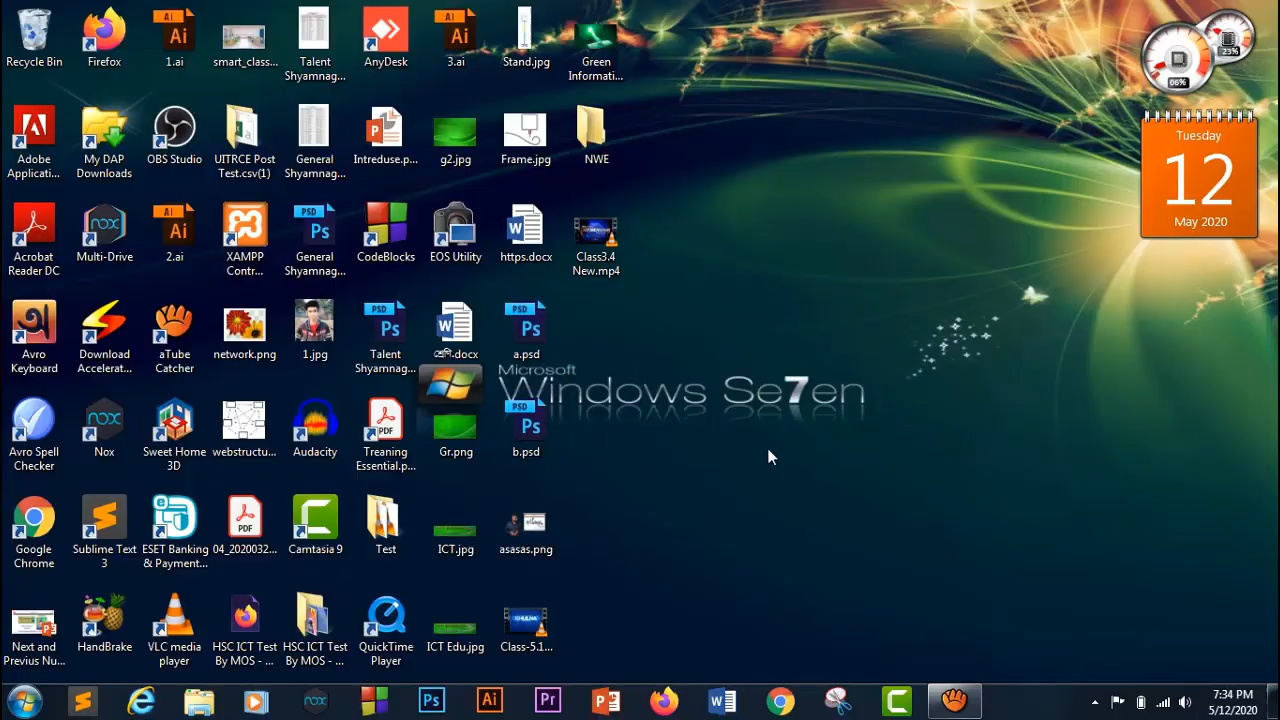 Recycle Bin
Firefox
1.ai
smart_class...
Talent
Shyamnag...
AnyDesk
3.ai
Stand.jpg
Green
Informati...
Adobe
Applicati...
My DAP
Downloads
OBS Studio
UITRCE Post
Test.csv(1)
General
Shyamnag...
Intreduse.p...
g2.jpg
Frame.jpg
NWE
Acrobat
Reader DC
Multi-Drive
2.ai
XAMPP
Contr...
General
Shyamnag...
CodeBlocks
EOS Utility
https.docx
Class3.4
New.mp4
Avro
Keyboard
Download
Accelerat...
aTube
Catcher
network.png
1.jpg
Talent
Shyamnag...
শ্রেণি.docx
a.psd
Avro Spell
Checker
Nox
Sweet Home
3D
webstructu...
Audacity
Treaning
Essential.p...
Gr.png
b.psd
Google
Chrome
Sublime Text
3
ESET Banking
& Payment...
04_2020032...
Camtasia 9
Test
ICT.jpg
asasas.png
Next and
Previus Nu...
HandBrake
VLC media
player
HSC ICT Test
By MOS - ...
HSC ICT Test
By MOS - ...
QuickTime
Player
ICT Edu.jpg
Class-5.1...
Microsoft
Windows Se7en
23%
06%
Tuesday
12
May 2020
7:34 PM
5/12/2020